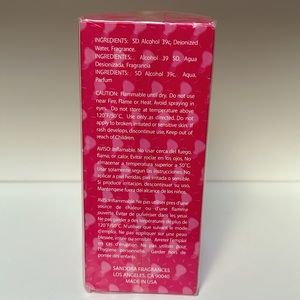 INGREDIENTS: SD Alcohol 39c, Deionized
Water, Fragrance.
INGREDIENTES: Alcohol 39 SD, Agua
Desionizada, Fragrancia
INGREDIENTS: SD Alcohol 39c, Aqua,
Parfum
CAUTION: Flammable until dry. Do not use
near Fire, Flame or Heat. Avoid spraying in
eyes. Do not store at temperature above
120°F/50°C. Use only as directed. Do not
apply to broken, irritated or sensitive skin. If
rash develops, discontinue use. Keep out of
reach of Children.
AVISO: Inflamable. No usar cerca del fuego,
flama, o calor. Evitar rociar en los ojos, No
almacenar a temperatura superior a 50°C.
Usar solamente según las instrucciones. No
aplicar a piel heridas, piel irritada o sensible.
Si produce irritación, descontinúe su uso.
Mantengase fuera del alcance de los niños.
AVIS: Inflammable Ne pas utiliser près d'une
source de chaleur ou d'une flamme
ouverte. Évitar de pulvériser dans les yeux.
Ne pas garder à des températures de plus de
120°F/50°C. N'utiliser que suivant le mode
d'emploi. Ne pas appliquer sur une peau
blessée, irritée ou sensible. Arreter l'emploi
en cas d'éruption. Ne pas utiliser pour
l'hygiène personnelle. Garder hors de
portée des enfants.
SANDORA FRAGRANCES
LOS ANGELES, CA 90040
MADE IN USA